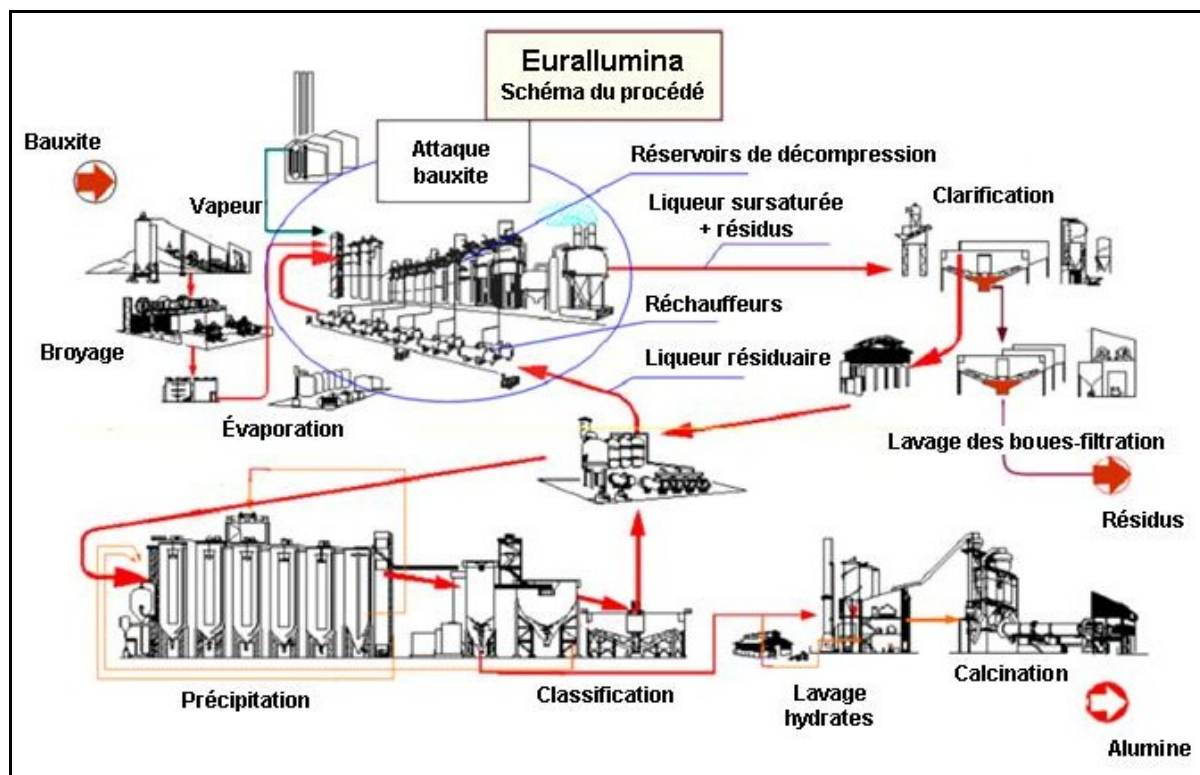 Eurallumina
Schéma du procédé
Bauxite
Attaque
bauxite
Réservoirs de décompression
Vapeur
Liqueur sursaturée
+ résidus
Clarification
Réchauffeurs
Broyage
Liqueur résiduaire
Évaporation
Lavage des boues-filtration
Résidus
Précipitation
Classification
Lavage
hydrates
Calcination
Alumine